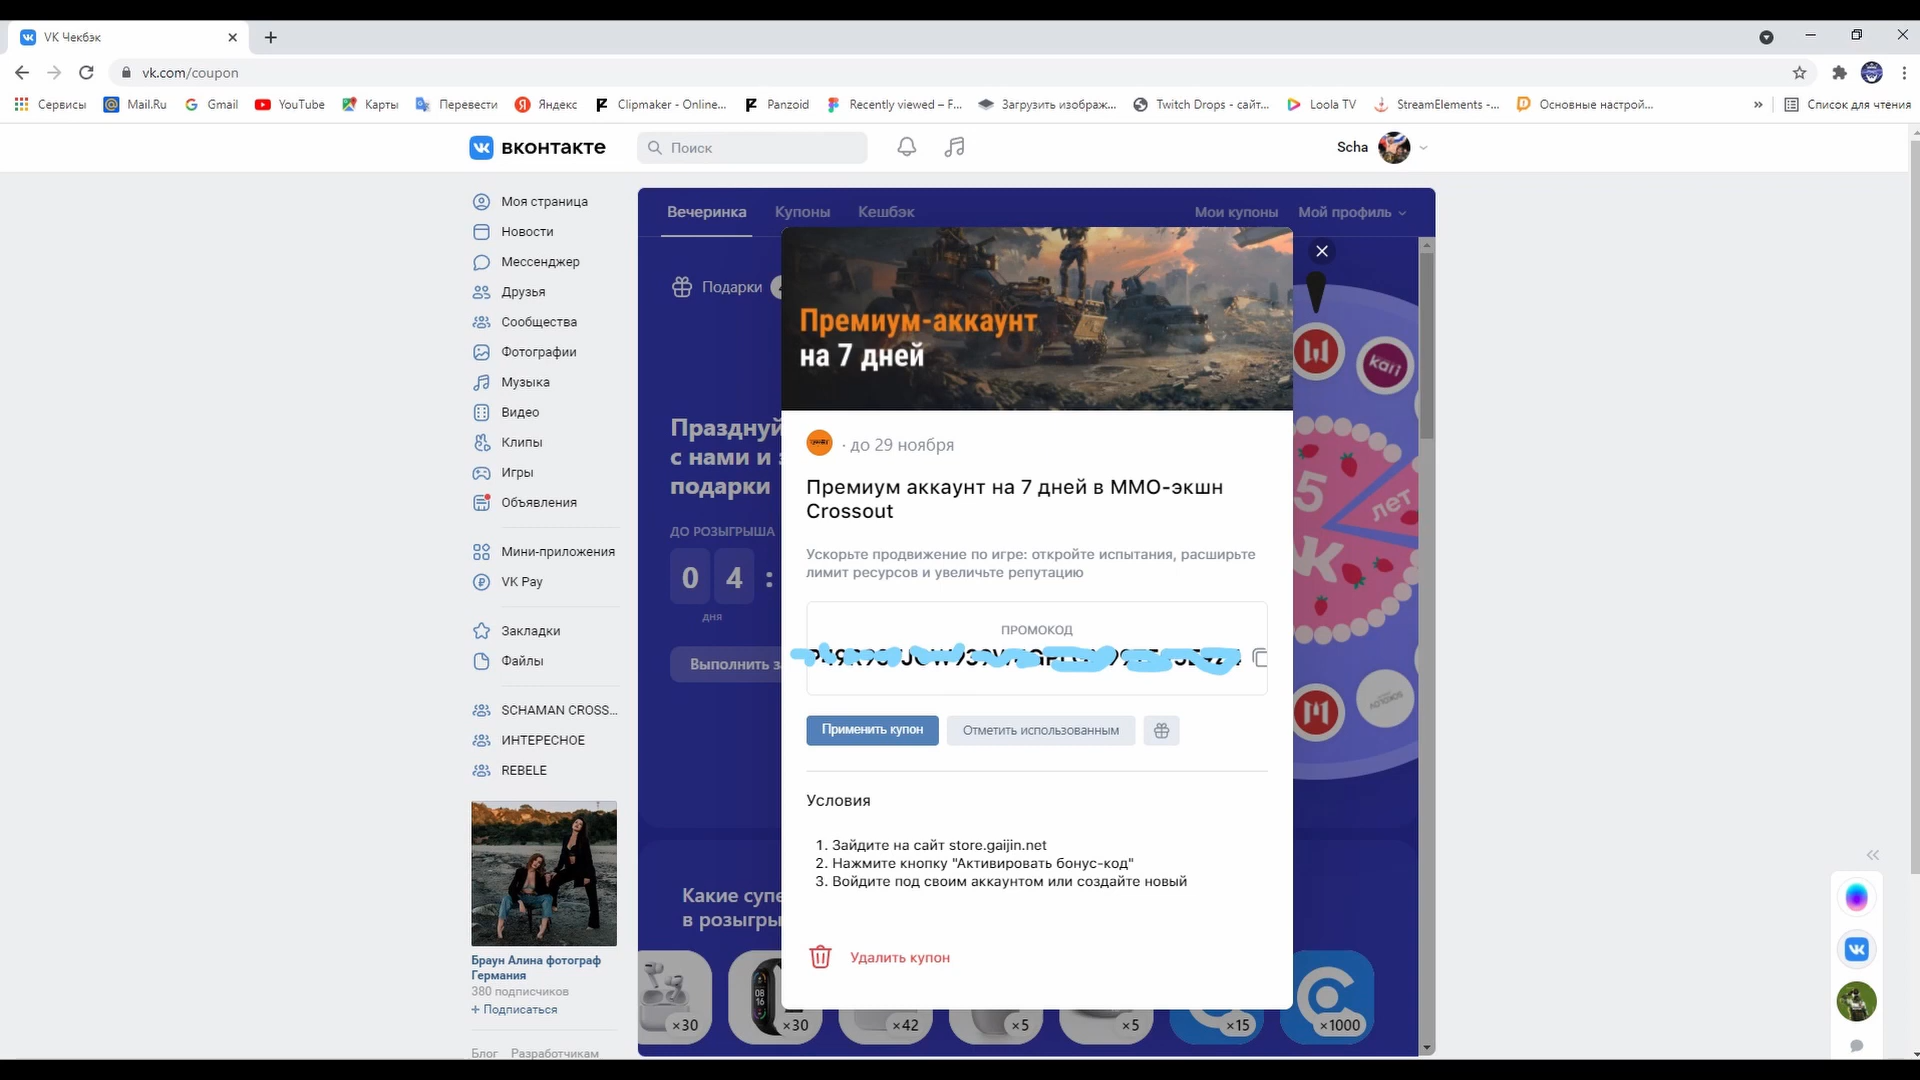 VK Чекбэк
vk.com/coupon
Сервисы
Mail.Ru
Gmail
YouTube
Карты
Перевести
Яндекс
Clipmaker - Online...
Panzoid
Recently viewed – F...
Загрузить изображ...
Twitch Drops - сайт...
Loola TV
StreamElements -...
Основные настрой...
»
Список для чтения
вконтакте
Поиск
Scha
Моя страница
Новости
Мессенджер
Друзья
Сообщества
Фотографии
Музыка
Видео
Клипы
Игры
Объявления
Мини-приложения
VK Pay
Закладки
Файлы
SCHAMAN CROSS...
ИНТЕРЕСНОЕ
REBELE
Браун Алина фотограф
Германия
380 подписчиков
+ Подписаться
Блог Разработчикам
Вечеринка
Купоны
Кешбэк
Мои купоны
Мой профиль
Подарки
Празднуй
с нами и
подарки
ДО РОЗЫГРЫША
0 4 :
дня
Выполнить
Какие
в
Премиум-аккаунт
на 7 дней
· до 29 ноября
Премиум аккаунт на 7 дней в ММО-экшн
Crossout
Ускорьте продвижение по игре: откройте испытания, расширьте
лимит ресурсов и увеличьте репутацию
ПРОМОКОД
Применить купон
Отметить использованным
Условия
1. Зайдите на сайт store.gaijin.net
2. Нажмите кнопку "Активировать бонус-код"
3. Войдите под своим аккаунтом или создайте новый
Удалить купон
kari
5
лет
×30
08
16
×30
×42
×5
×5
×15
×1000